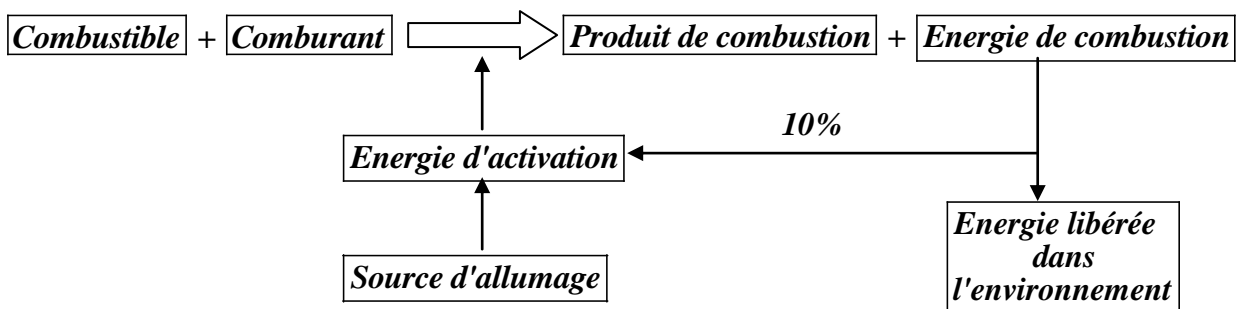 Combustible + Comburant Produit de combustion + Energie de combustion
10%
Energie d'activation
Energie libérée
dans
l'environnement
Source d'allumage